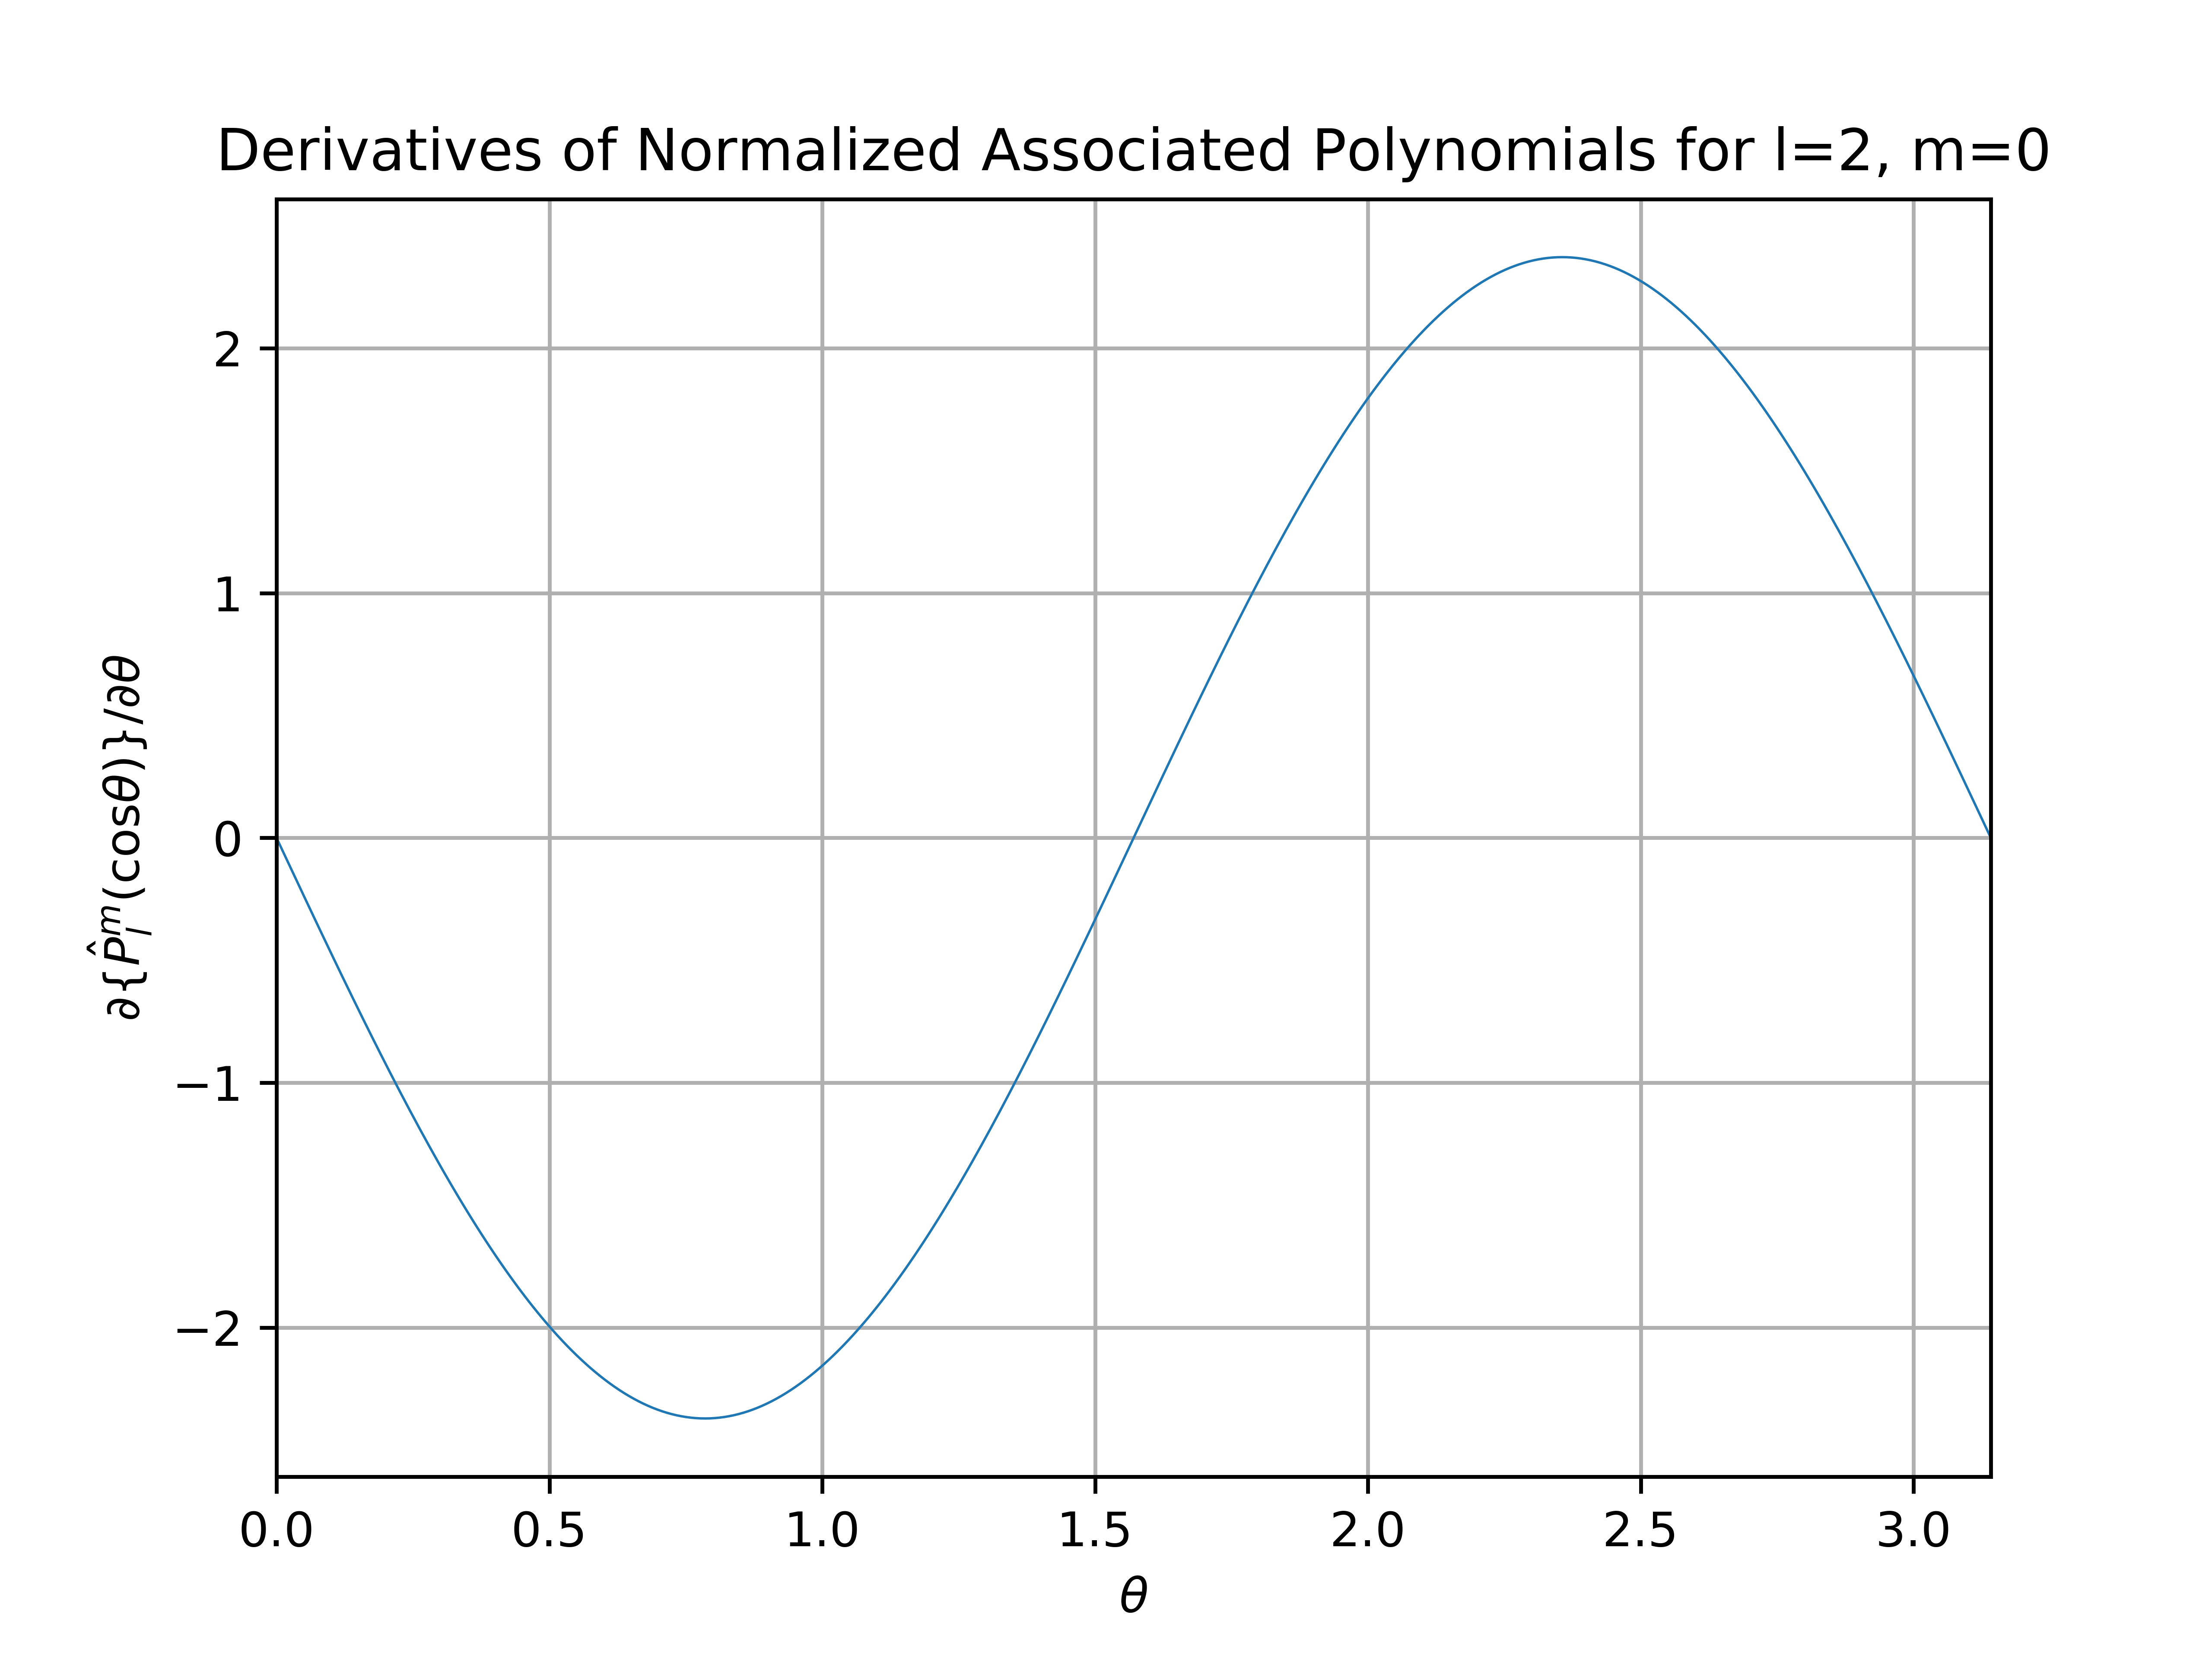 Derivatives of Normalized Associated Polynomials for l=2, m=0
∂{P̂ₗᵐ(cosθ)}/∂θ
2
1
0
−1
−2
0.0 0.5 1.0 1.5 2.0 2.5 3.0
θ